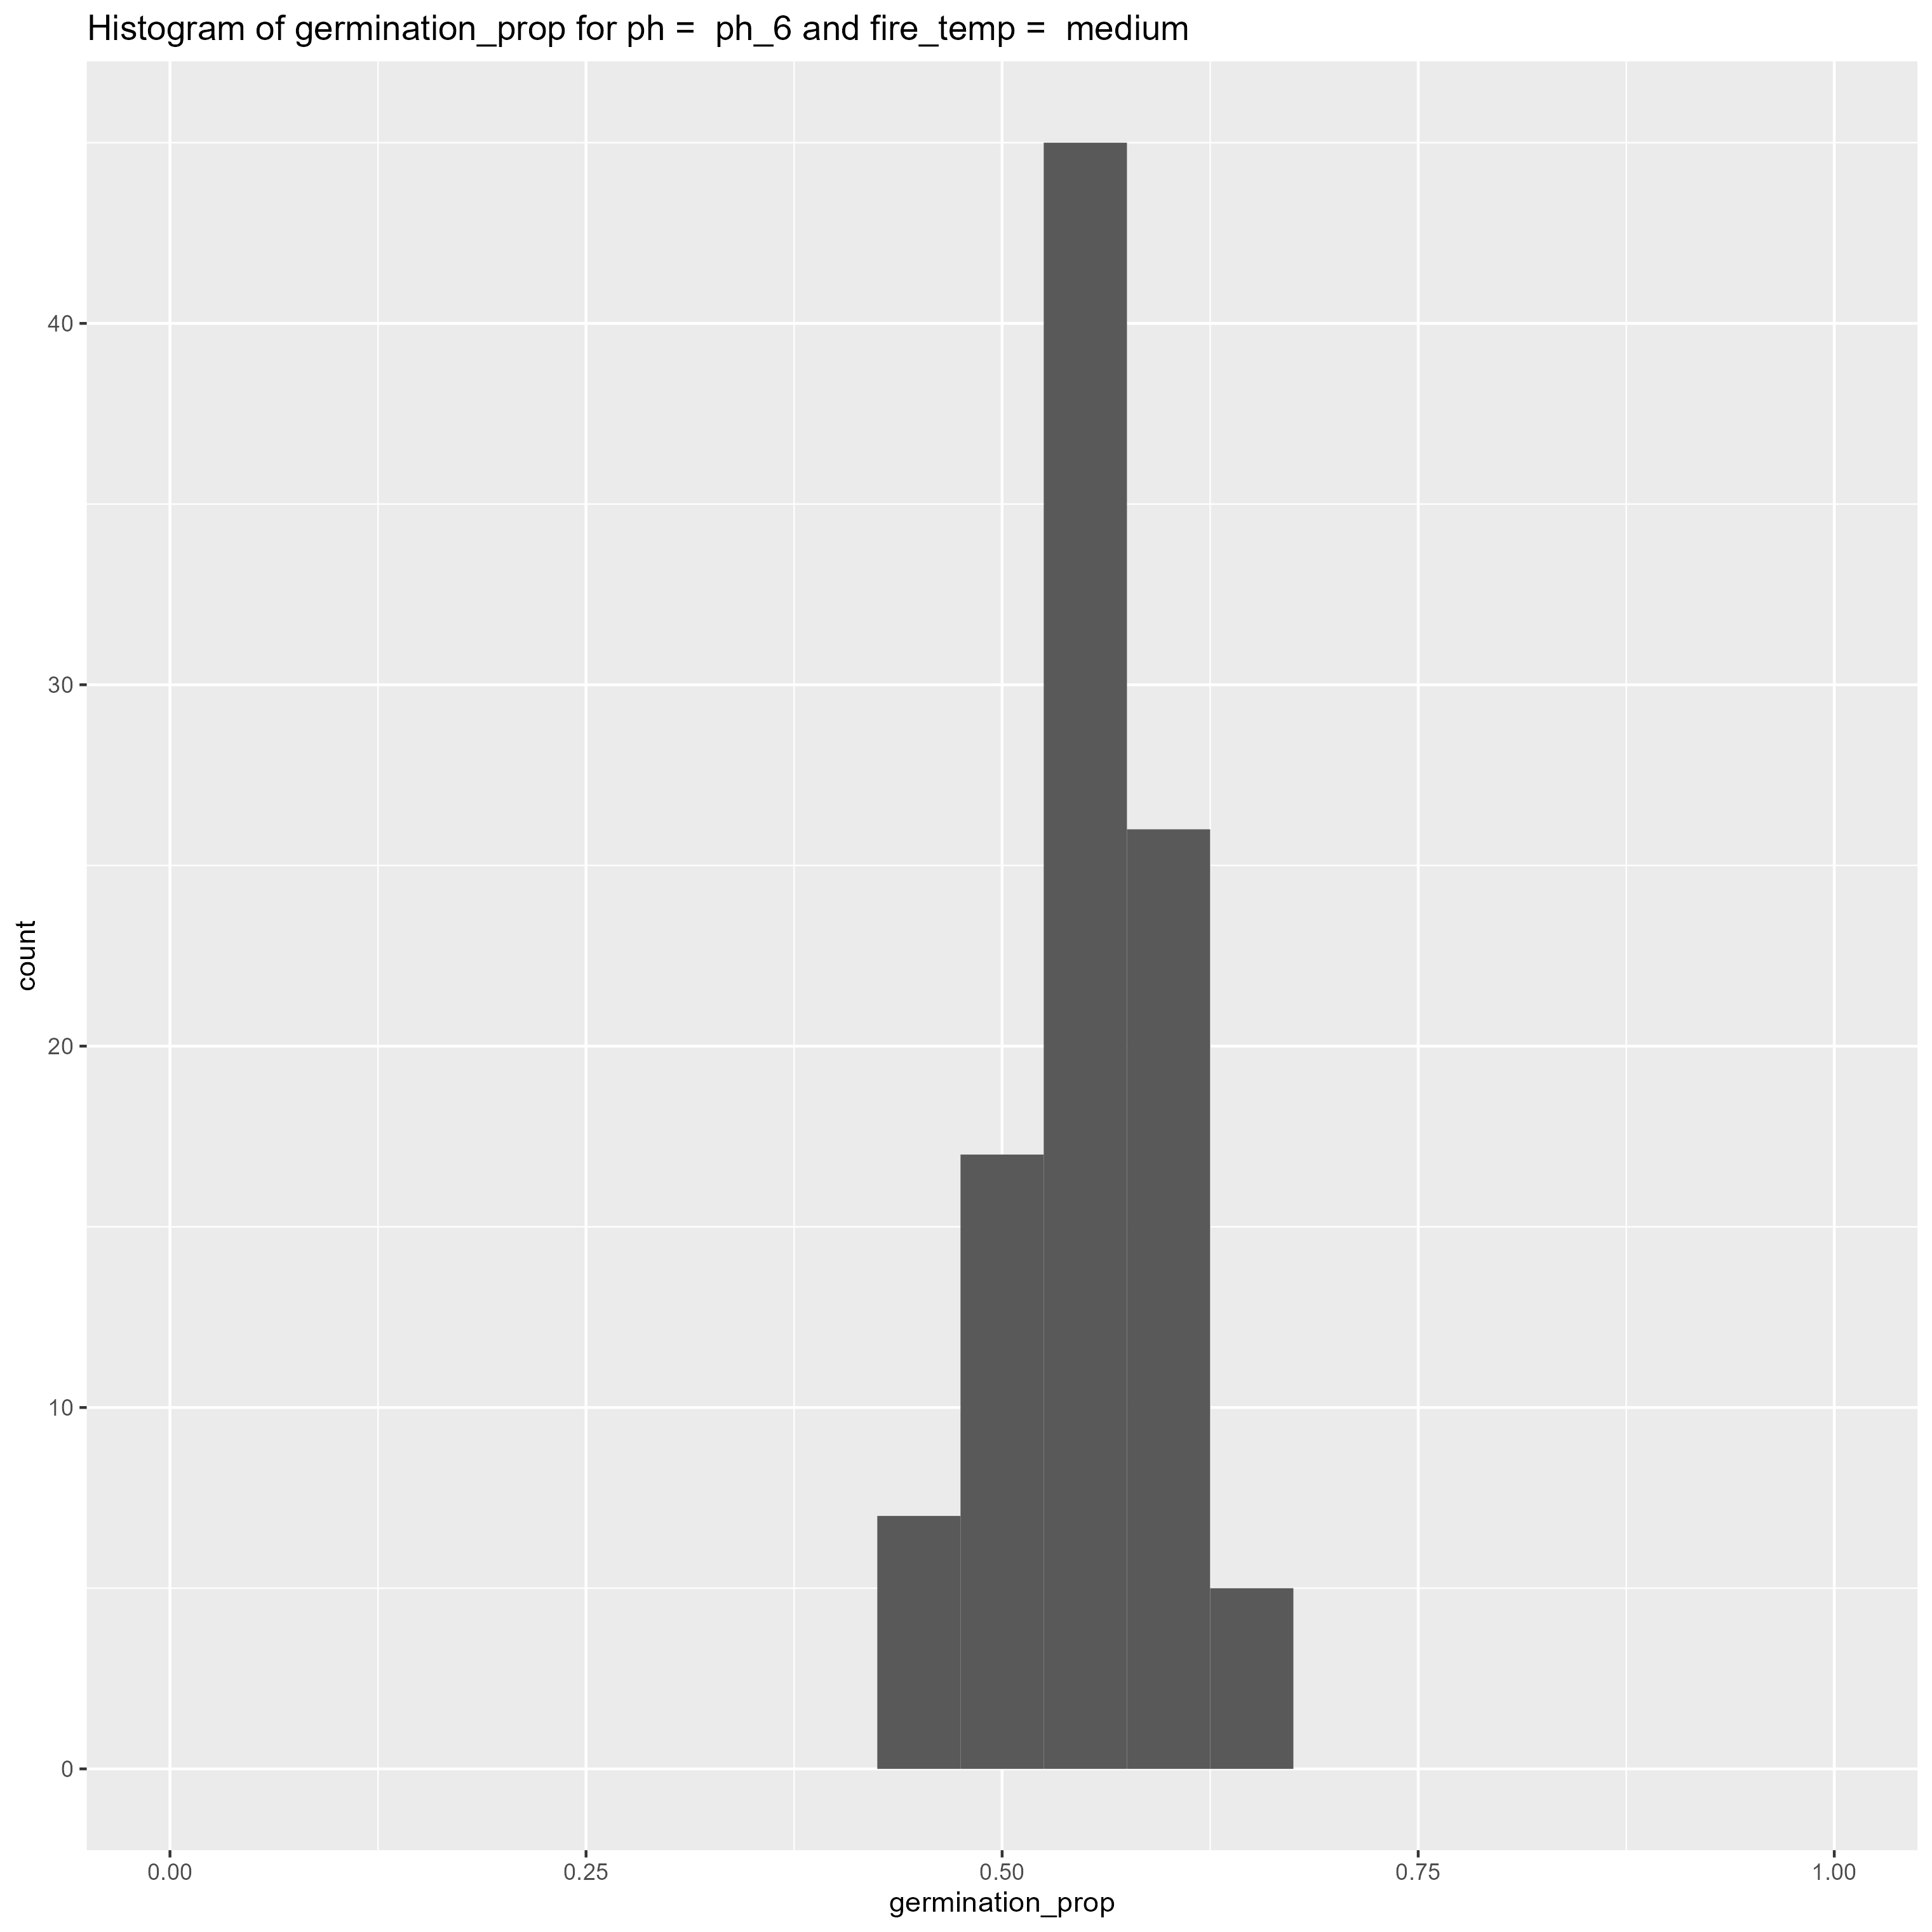 Histogram of germination_prop for ph =  ph_6 and fire_temp =  medium
count
40
30
20
10
0
0.00 0.25 0.50 0.75 1.00
germination_prop